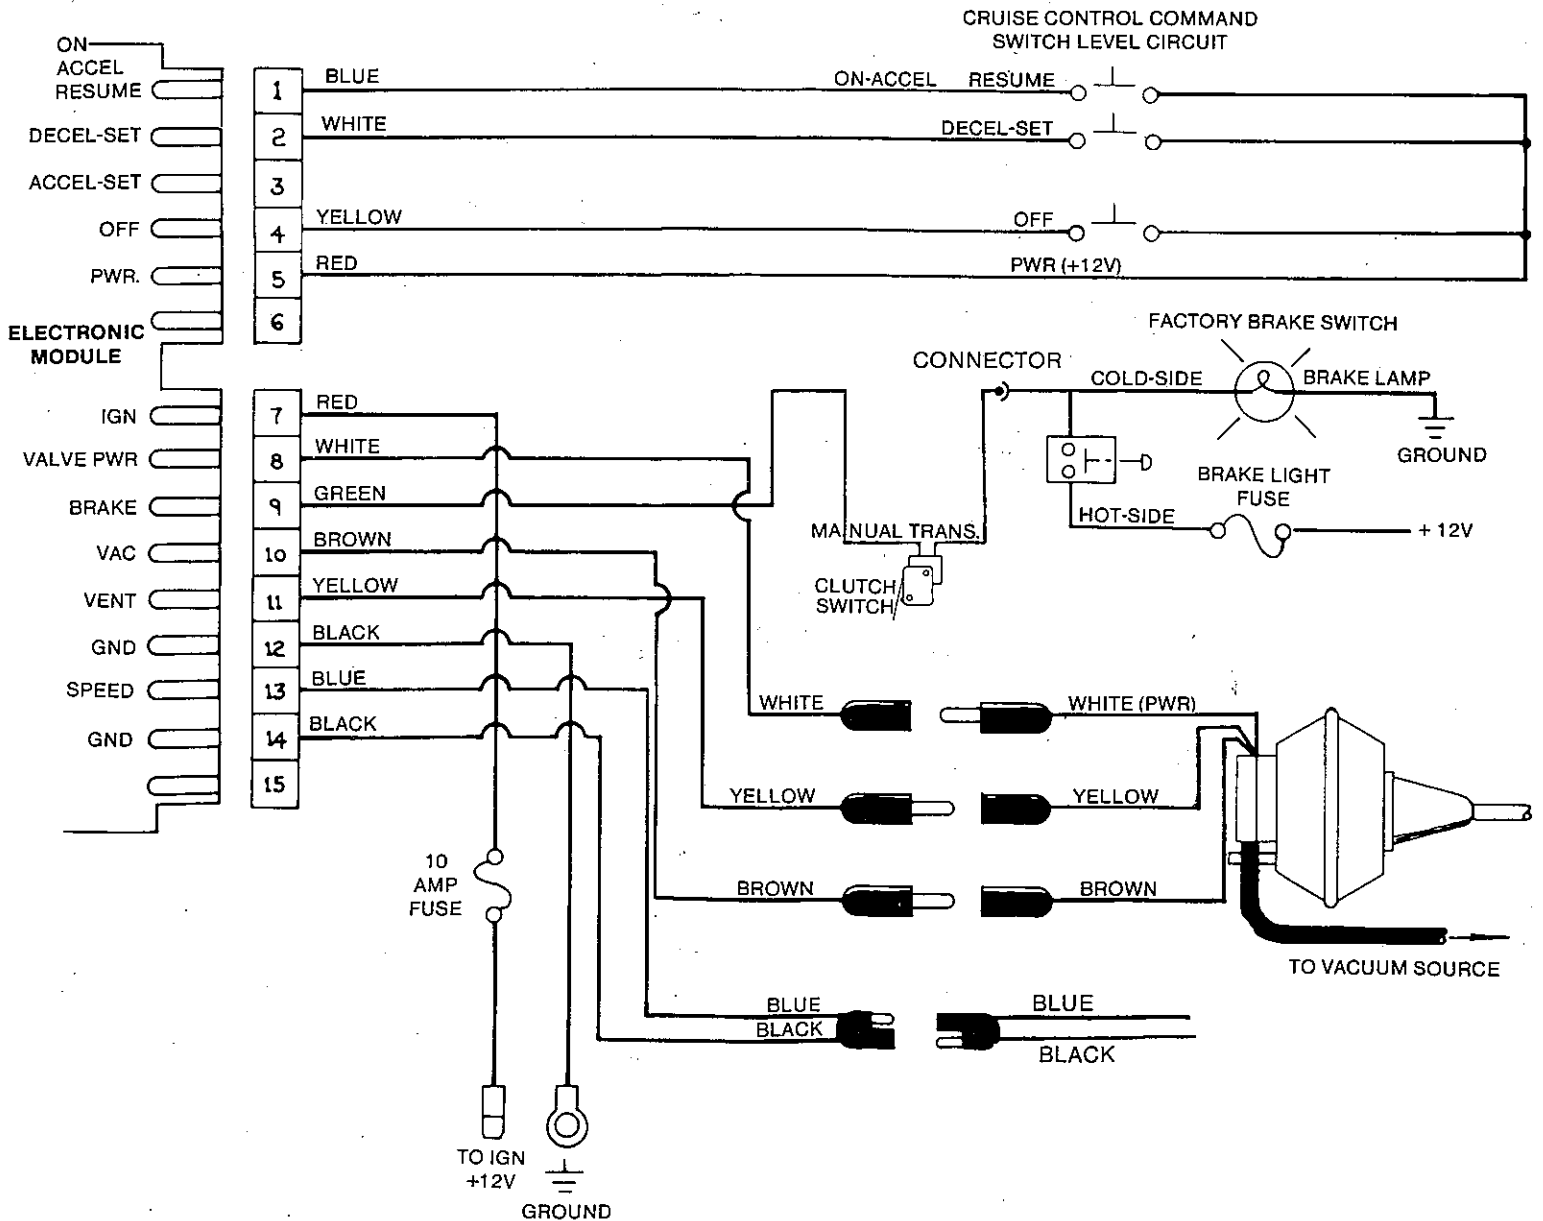 CRUISE CONTROL COMMAND
SWITCH LEVEL CIRCUIT
ON
ACCEL
RESUME
1
BLUE
ON-ACCEL RESUME
DECEL-SET
2
WHITE
DECEL-SET
ACCEL-SET
3
OFF
4
YELLOW
OFF
PWR.
5
RED
PWR (+12V)
6
ELECTRONIC
MODULE
FACTORY BRAKE SWITCH
CONNECTOR
COLD-SIDE
BRAKE LAMP
GROUND
IGN
7
RED
VALVE PWR
8
WHITE
BRAKE LIGHT
FUSE
BRAKE
9
GREEN
HOT-SIDE
+ 12V
MANUAL TRANS.
VAC
10
BROWN
CLUTCH
SWITCH
VENT
11
YELLOW
GND
12
BLACK
SPEED
13
BLUE
GND
14
BLACK
15
WHITE
WHITE (PWR)
YELLOW
YELLOW
10
AMP
FUSE
BROWN
BROWN
TO VACUUM SOURCE
BLUE
BLUE
BLACK
BLACK
TO IGN
+12V
GROUND